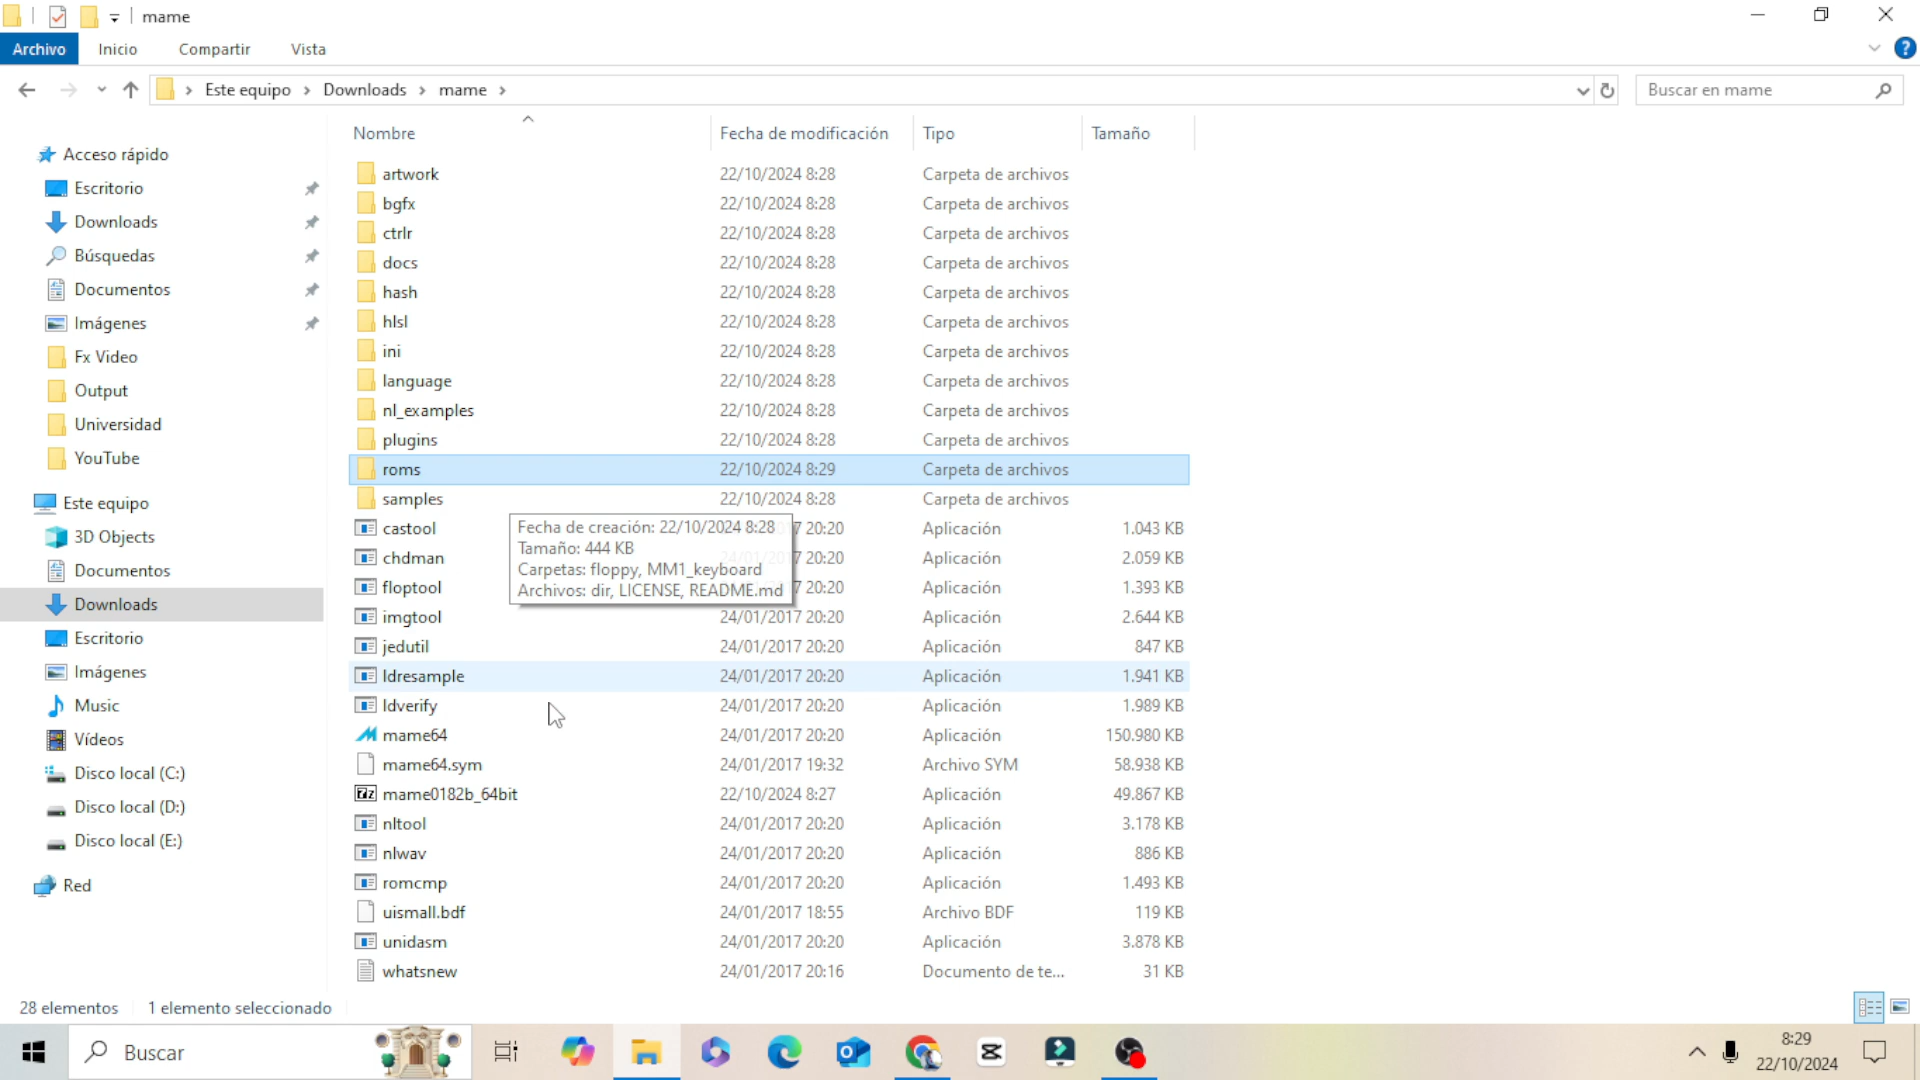 mame
Archivo Inicio Compartir Vista
Este equipo Downloads mame
Buscar en mame
Nombre Fecha de modificación Tipo Tamaño
Acceso rápido
Escritorio
Downloads
Búsquedas
Documentos
Imágenes
Fx Video
Output
Universidad
YouTube
Este equipo
3D Objects
Documentos
Downloads
Escritorio
Imágenes
Music
Vídeos
Disco local (C:)
Disco local (D:)
Disco local (E:)
Red
artwork 22/10/2024 8:28 Carpeta de archivos
bgfx 22/10/2024 8:28 Carpeta de archivos
ctrlr 22/10/2024 8:28 Carpeta de archivos
docs 22/10/2024 8:28 Carpeta de archivos
hash 22/10/2024 8:28 Carpeta de archivos
hlsl 22/10/2024 8:28 Carpeta de archivos
ini 22/10/2024 8:28 Carpeta de archivos
language 22/10/2024 8:28 Carpeta de archivos
nl_examples 22/10/2024 8:28 Carpeta de archivos
plugins 22/10/2024 8:28 Carpeta de archivos
roms 22/10/2024 8:29 Carpeta de archivos
samples 22/10/2024 8:28 Carpeta de archivos
castool 7 20:20 Aplicación 1.043 KB
chdman 24/01/2017 20:20 Aplicación 2.059 KB
floptool 7 20:20 Aplicación 1.393 KB
imgtool 24/01/2017 20:20 Aplicación 2.644 KB
jedutil 24/01/2017 20:20 Aplicación 847 KB
ldresample 24/01/2017 20:20 Aplicación 1.941 KB
ldverify 24/01/2017 20:20 Aplicación 1.989 KB
mame64 24/01/2017 20:20 Aplicación 150.980 KB
mame64.sym 24/01/2017 19:32 Archivo SYM 58.938 KB
mame0182b_64bit 22/10/2024 8:27 Aplicación 49.867 KB
nltool 24/01/2017 20:20 Aplicación 3.178 KB
nlwav 24/01/2017 20:20 Aplicación 886 KB
romcmp 24/01/2017 20:20 Aplicación 1.493 KB
uismall.bdf 24/01/2017 18:55 Archivo BDF 119 KB
unidasm 24/01/2017 20:20 Aplicación 3.878 KB
whatsnew 24/01/2017 20:16 Documento de te... 31 KB
Fecha de creación: 22/10/2024 8:28
Tamaño: 444 KB
Carpetas: floppy, MM1_keyboard
Archivos: dir, LICENSE, README.md
28 elementos 1 elemento seleccionado
Buscar
8:29
22/10/2024